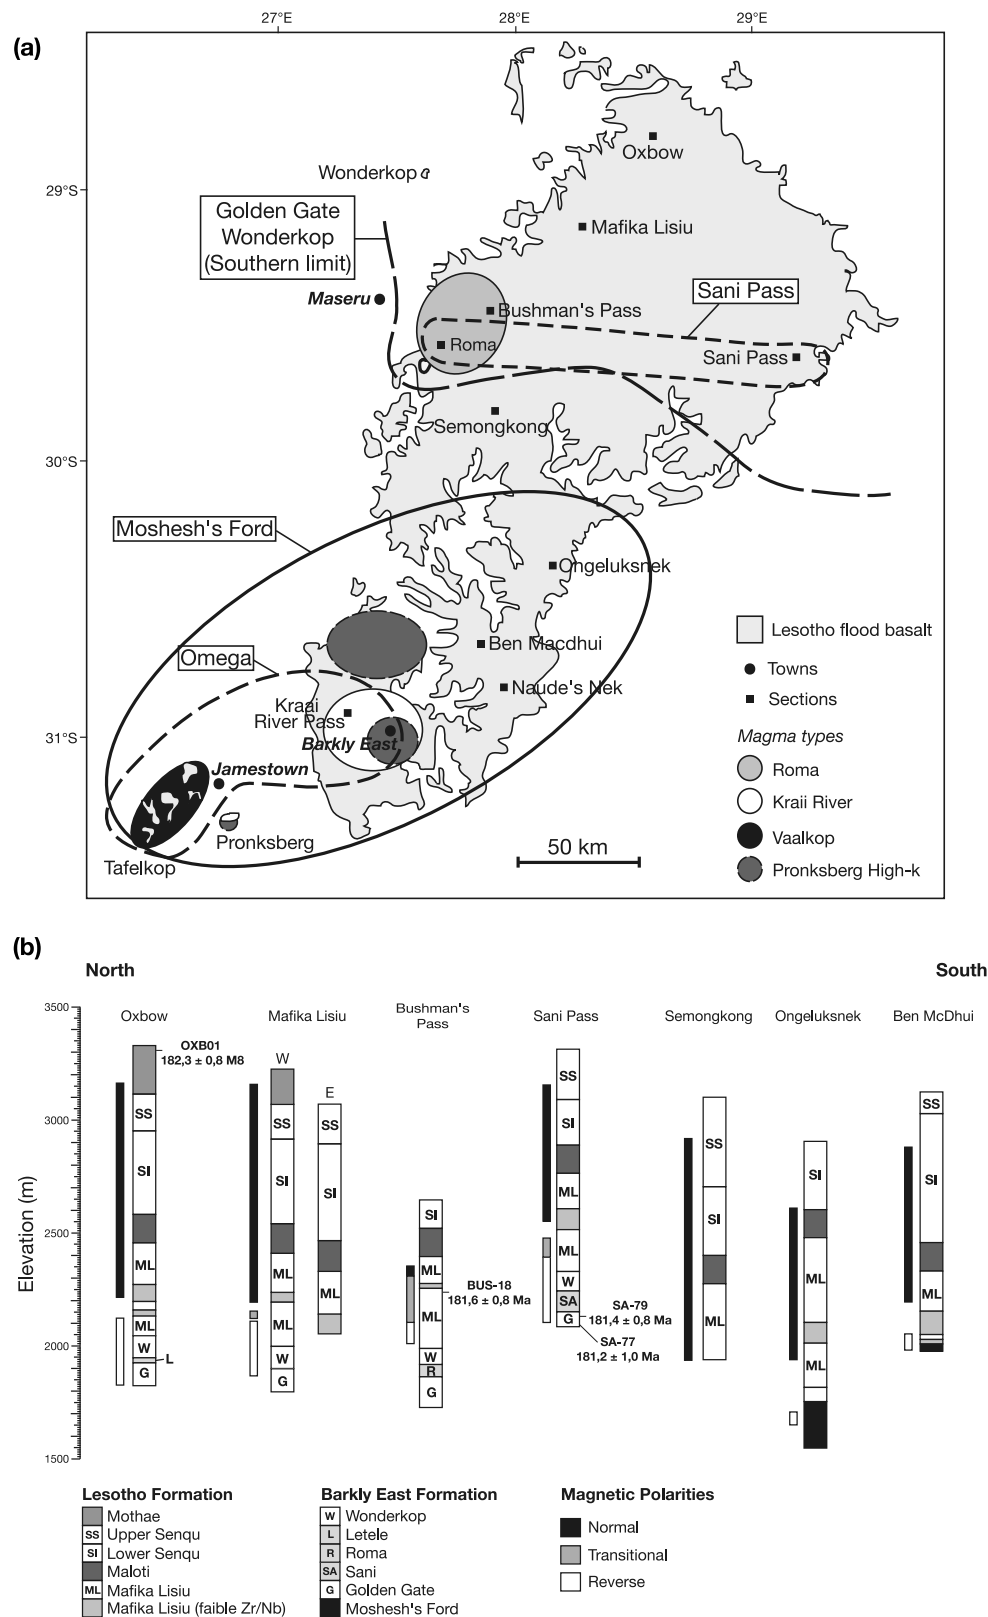 (a)
27°E
28°E
29°E
29°S
30°S
31°S
Oxbow
Wonderkop
Golden Gate
Wonderkop
(Southern limit)
Mafika Lisiu
Maseru
Sani Pass
Bushman's Pass
Roma
Sani Pass
Semongkong
Moshesh's Ford
Ongeluksnek
Omega
Ben Macdhui
Naude's Nek
Kraai
River Pass
Barkly East
Jamestown
Pronksberg
Tafelkop
50 km
Lesotho flood basalt
Towns
Sections
Magma types
Roma
Kraii River
Vaalkop
Pronksberg High-k
(b)
North
South
Elevation (m)
3500
3000
2500
2000
1500
Oxbow
OXB01
182,3 ± 0,8 M8
SS
SI
ML
ML
W
L
G
Mafika Lisiu
W
SS
SI
ML
ML
W
G
E
SS
SI
ML
Bushman's
Pass
SI
ML
ML
W
R
G
BUS-18
181,6 ± 0,8 Ma
Sani Pass
SS
SI
ML
ML
W
SA
G
SA-79
181,4 ± 0,8 Ma
SA-77
181,2 ± 1,0 Ma
Semongkong
SS
SI
ML
Ongeluksnek
SI
ML
ML
Ben McDhui
SS
SI
ML
Lesotho Formation
Mothae
SS Upper Senqu
SI Lower Senqu
Maloti
ML Mafika Lisiu
Mafika Lisiu (faible Zr/Nb)
Barkly East Formation
W Wonderkop
L Letele
R Roma
SA Sani
G Golden Gate
Moshesh's Ford
Magnetic Polarities
Normal
Transitional
Reverse